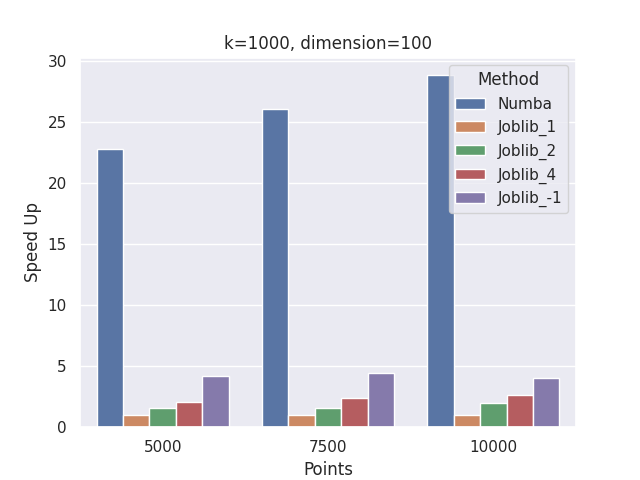 k=1000, dimension=100
30
25
20
15
10
5
0
Speed Up
5000
7500
10000
Points
Method
Numba
Joblib_1
Joblib_2
Joblib_4
Joblib_-1